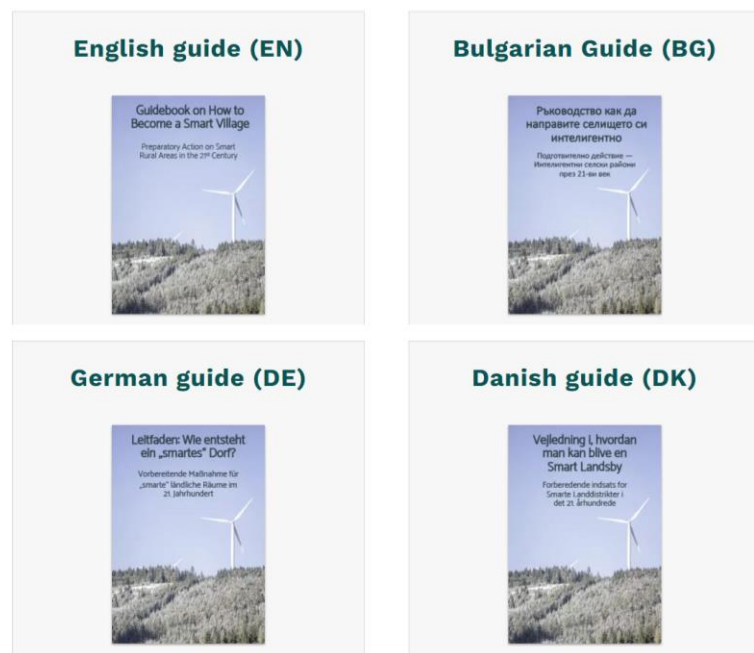 English guide (EN)
Guidebook on How to
Become a Smart Village
Preparatory Action on Smart
Rural Areas in the 21st Century
Bulgarian Guide (BG)
Ръководство как да
направите селището си
интелигентно
Подготвително действие —
Интелигентни селски райони
през 21-ви век
German guide (DE)
Leitfaden: Wie entsteht
ein „smartes“ Dorf?
Vorbereitende Maßnahme für
„smarte“ ländliche Räume im
21. Jahrhundert
Danish guide (DK)
Vejledning i, hvordan
man kan blive en
Smart Landsby
Forberedende indsats for
Smarte Landdistrikter i
det 21. århundrede